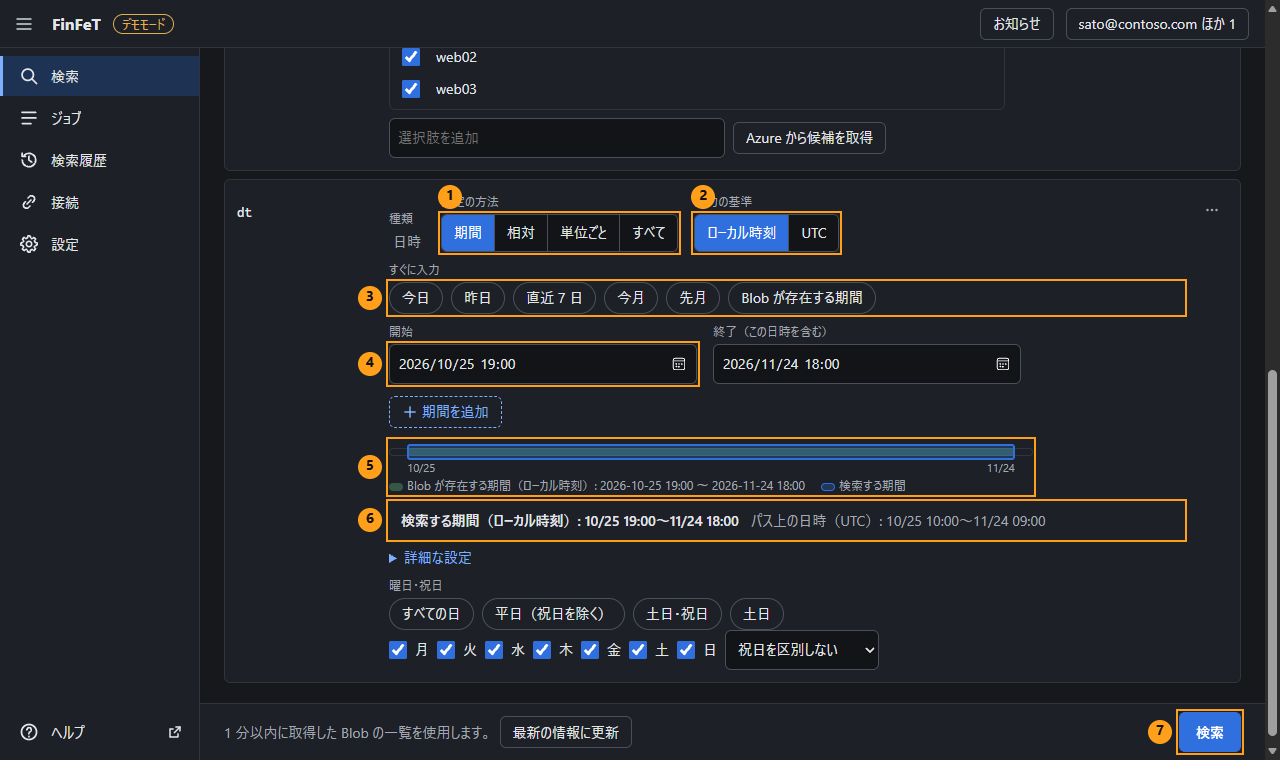 FinFeT デモモード お知らせ sato@contoso.com ほか 1
検索
ジョブ
検索履歴
接続
設定
ヘルプ
web02
web03
選択肢を追加 Azure から候補を取得
dt
種類
日時
1 の方法
期間 相対 単位ごと すべて
2 の基準
ローカル時刻 UTC
…
すぐに入力
3 今日 昨日 直近 7 日 今月 先月 Blob が存在する期間
開始 終了（この日時を含む）
4 2026/10/25 19:00 2026/11/24 18:00
＋ 期間を追加
5
10/25 11/24
Blob が存在する期間（ローカル時刻）: 2026-10-25 19:00 ～ 2026-11-24 18:00 検索する期間
6 検索する期間（ローカル時刻）: 10/25 19:00～11/24 18:00 パス上の日時（UTC）: 10/25 10:00～11/24 09:00
▶ 詳細な設定
曜日・祝日
すべての日 平日（祝日を除く） 土日・祝日 土日
月 火 水 木 金 土 日 祝日を区別しない
1 分以内に取得した Blob の一覧を使用します。 最新の情報に更新 7 検索